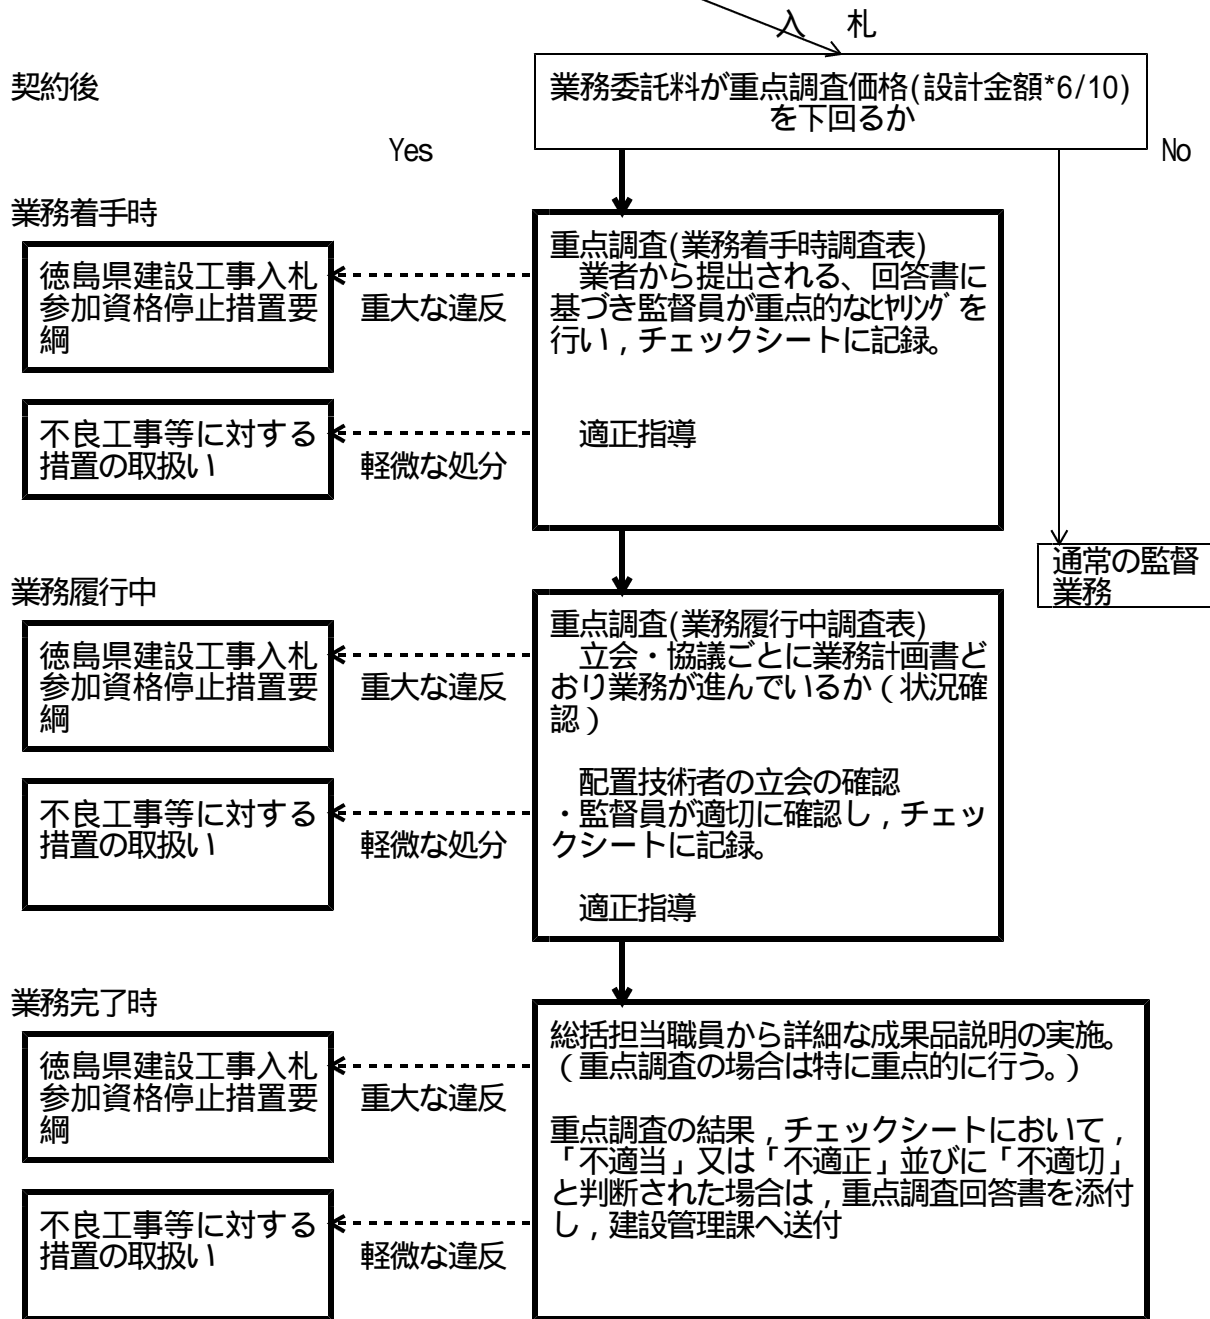 入　札
契約後
業務委託料が重点調査価格(設計金額*6/10)
を下回るか
Yes
No
業務着手時
徳島県建設工事入札
参加資格停止措置要
綱
重大な違反
重点調査(業務着手時調査表)
　業者から提出される、回答書に
基づき監督員が重点的なﾋﾔﾘﾝｸﾞを
行い，チェックシートに記録。
不良工事等に対する
措置の取扱い
軽微な処分
　適正指導
通常の監督
業務
業務履行中
徳島県建設工事入札
参加資格停止措置要
綱
重大な違反
重点調査(業務履行中調査表)
　立会・協議ごとに業務計画書ど
おり業務が進んでいるか（状況確
認）
不良工事等に対する
措置の取扱い
軽微な処分
　配置技術者の立会の確認
・監督員が適切に確認し，チェッ
クシートに記録。
　適正指導
業務完了時
徳島県建設工事入札
参加資格停止措置要
綱
重大な違反
総括担当職員から詳細な成果品説明の実施。
（重点調査の場合は特に重点的に行う。）
重点調査の結果，チェックシートにおいて，
「不適当」又は「不適正」並びに「不適切」
と判断された場合は，重点調査回答書を添付
し，建設管理課へ送付
不良工事等に対する
措置の取扱い
軽微な違反